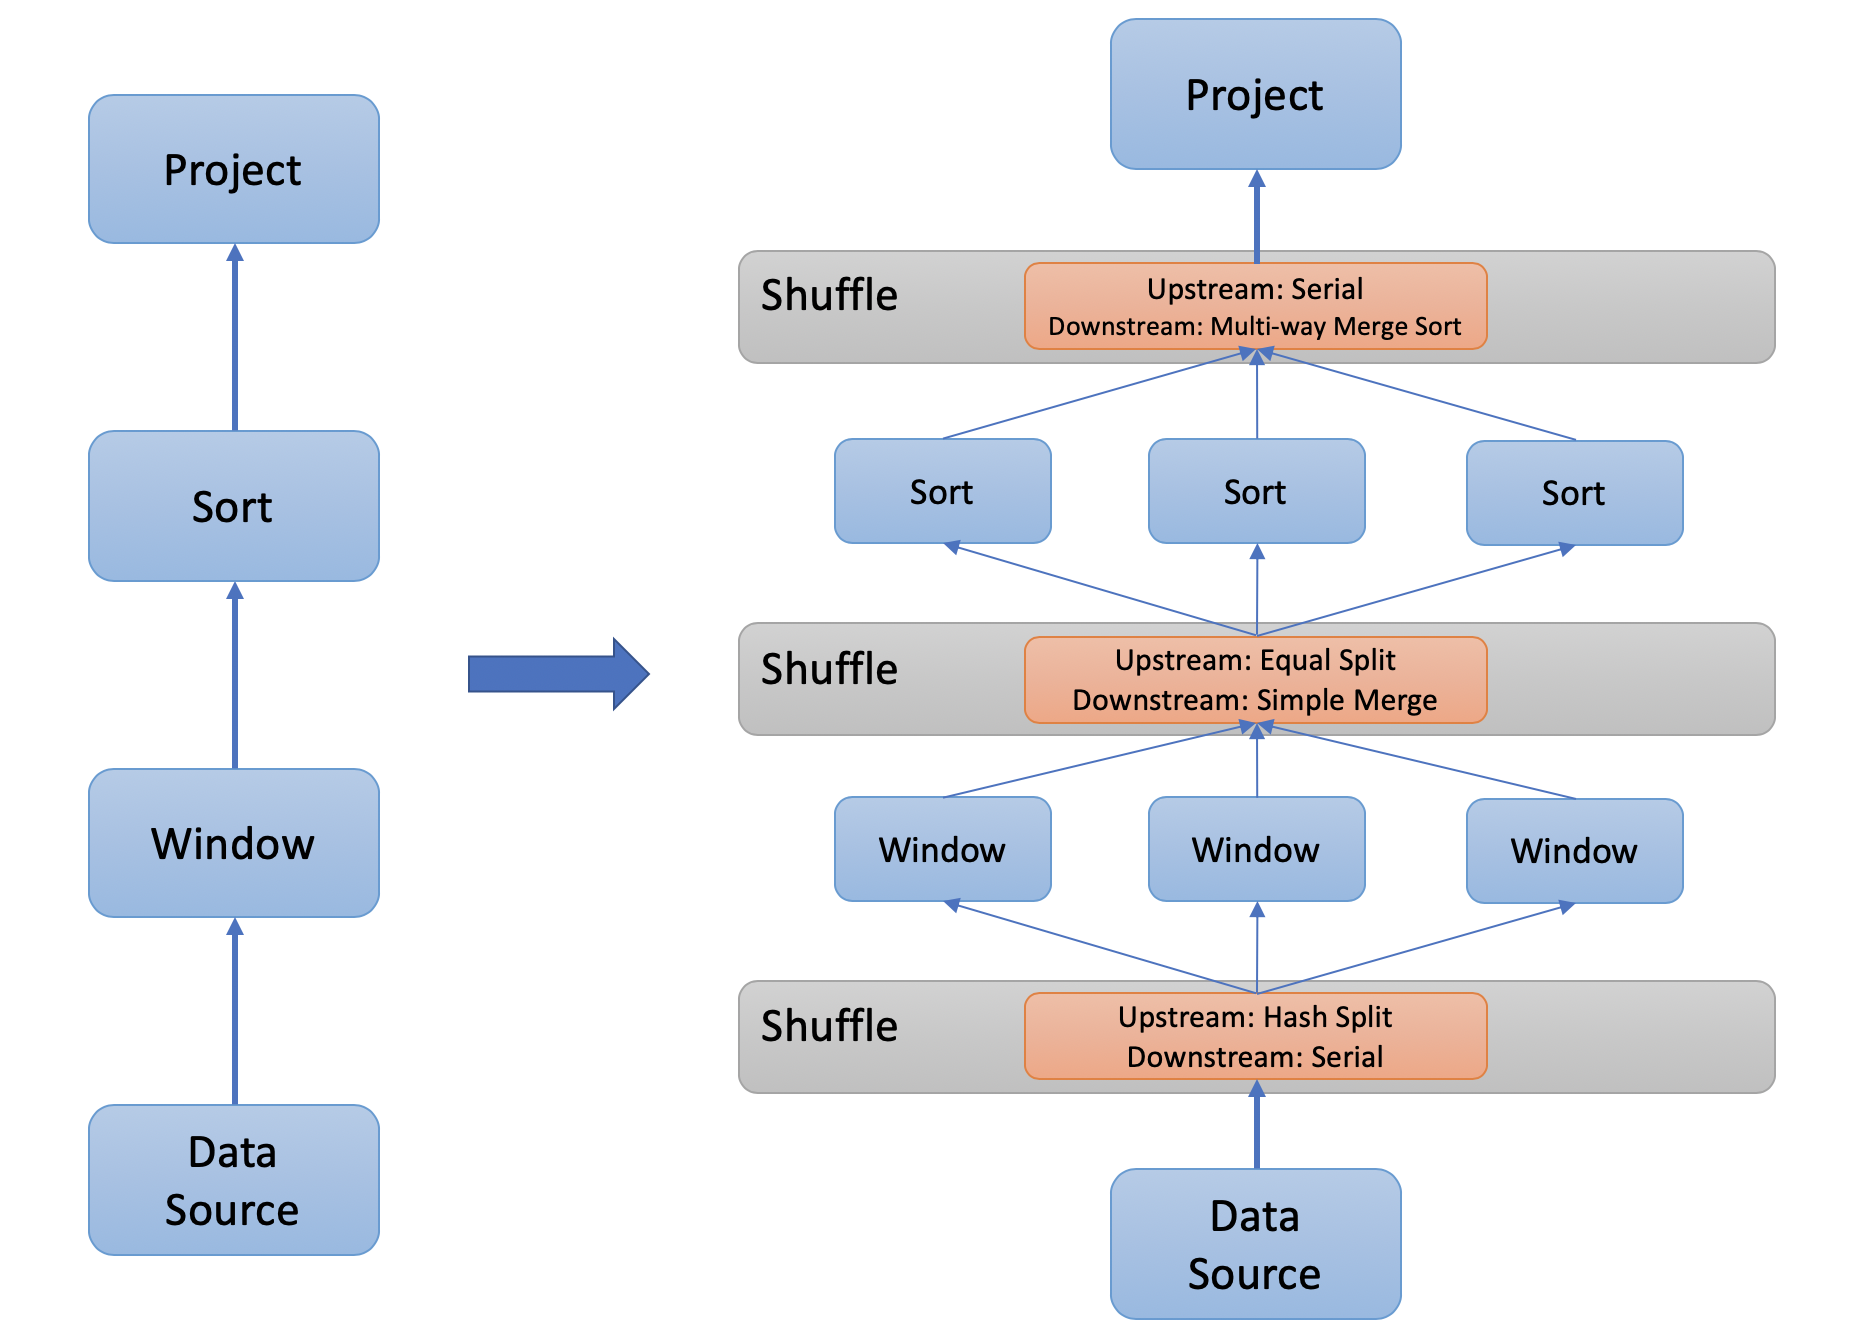 Project
Sort
Window
Data
Source
Project
Shuffle
Upstream: Serial
Downstream: Multi-way Merge Sort
Sort
Sort
Sort
Shuffle
Upstream: Equal Split
Downstream: Simple Merge
Window
Window
Window
Shuffle
Upstream: Hash Split
Downstream: Serial
Data
Source